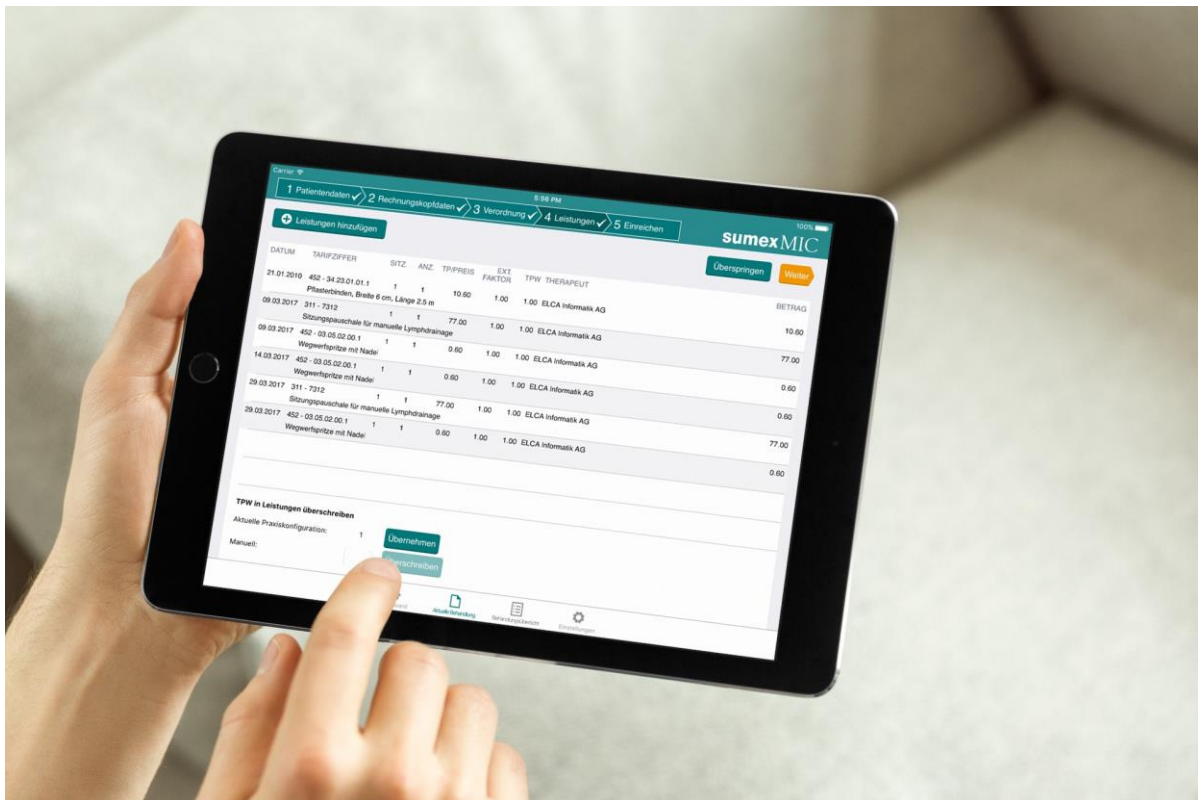 Carrier
5:56 PM
100%
1 Patientendaten ✓ 2 Rechnungskopfdaten ✓ 3 Verordnung ✓ 4 Leistungen ✓ 5 Einreichen
sumex MIC
+ Leistungen hinzufügen
Überspringen Weiter
DATUM TARIFZIFFER SITZ. ANZ. TP/PREIS EXT. FAKTOR TPW THERAPEUT BETRAG
21.01.2010 452 - 34.23.01.01.1 1 1 10.60 1.00 1.00 ELCA Informatik AG 10.60
Pflasterbinden, Breite 6 cm, Länge 2.5 m
09.03.2017 311 - 7312 1 1 77.00 1.00 1.00 ELCA Informatik AG 77.00
Sitzungspauschale für manuelle Lymphdrainage
09.03.2017 452 - 03.05.02.00.1 1 1 0.60 1.00 1.00 ELCA Informatik AG 0.60
Wegwerfspritze mit Nadel
14.03.2017 452 - 03.05.02.00.1 1 1 0.60 1.00 1.00 ELCA Informatik AG 0.60
Wegwerfspritze mit Nadel
29.03.2017 311 - 7312 1 1 77.00 1.00 1.00 ELCA Informatik AG 77.00
Sitzungspauschale für manuelle Lymphdrainage
29.03.2017 452 - 03.05.02.00.1 1 1 0.60 1.00 1.00 ELCA Informatik AG 0.60
Wegwerfspritze mit Nadel
TPW in Leistungen überschreiben
Aktuelle Praxiskonfiguration: 1 Übernehmen
Manuell:
Aktuelle Behandlung Behandlungsübersicht Einstellungen